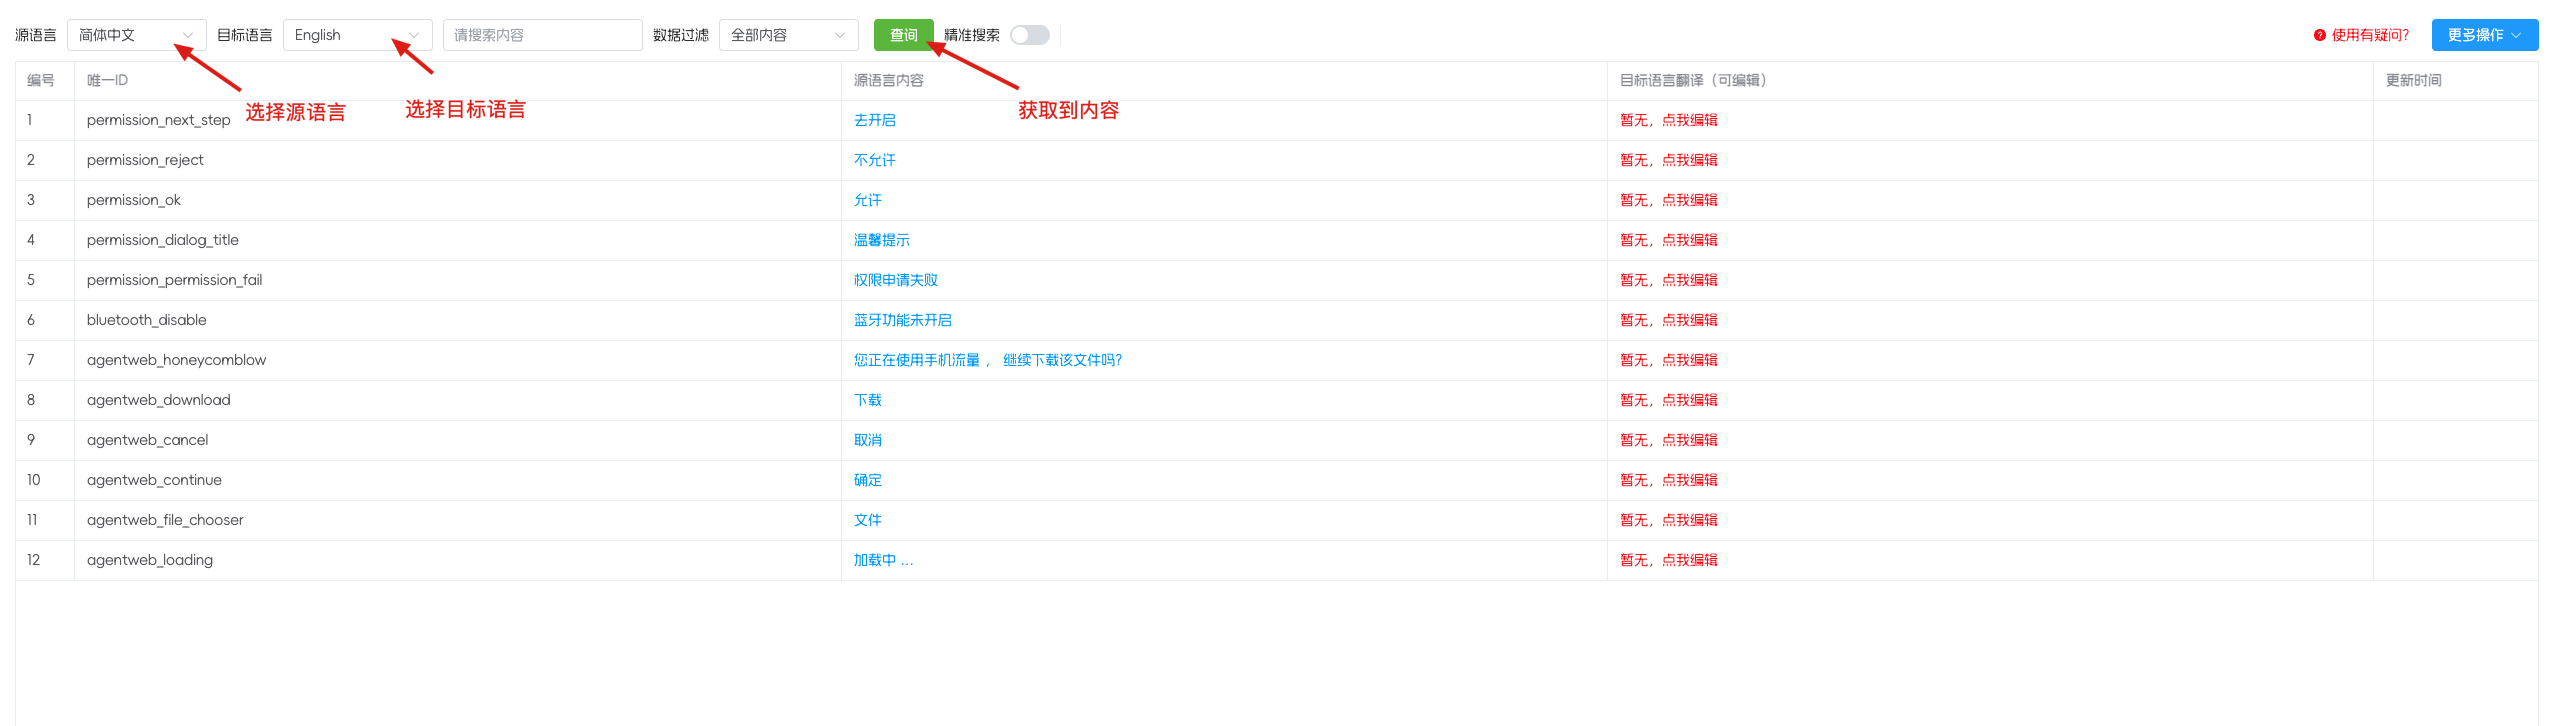 源语言 简体中文 目标语言 English 请搜索内容 数据过滤 全部内容 查询 精准搜索 使用有疑问? 更多操作
编号 唯一ID 源语言内容 目标语言翻译（可编辑） 更新时间
选择源语言 选择目标语言 获取到内容
1 permission_next_step 去开启 暂无，点我编辑
2 permission_reject 不允许 暂无，点我编辑
3 permission_ok 允许 暂无，点我编辑
4 permission_dialog_title 温馨提示 暂无，点我编辑
5 permission_permission_fail 权限申请失败 暂无，点我编辑
6 bluetooth_disable 蓝牙功能未开启 暂无，点我编辑
7 agentweb_honeycomblow 您正在使用手机流量 ， 继续下载该文件吗? 暂无，点我编辑
8 agentweb_download 下载 暂无，点我编辑
9 agentweb_cancel 取消 暂无，点我编辑
10 agentweb_continue 确定 暂无，点我编辑
11 agentweb_file_chooser 文件 暂无，点我编辑
12 agentweb_loading 加载中 ... 暂无，点我编辑